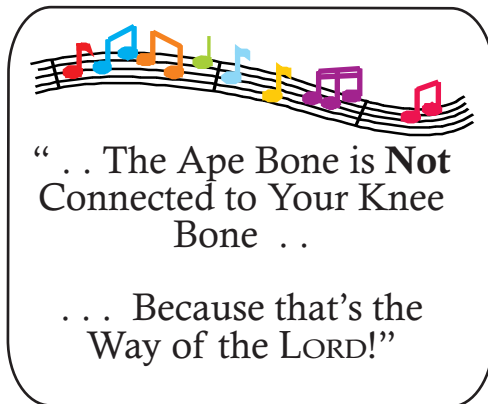 “ . . The Ape Bone is Not
Connected to Your Knee
Bone . .
. . . Because that’s the
Way of the LORD!”